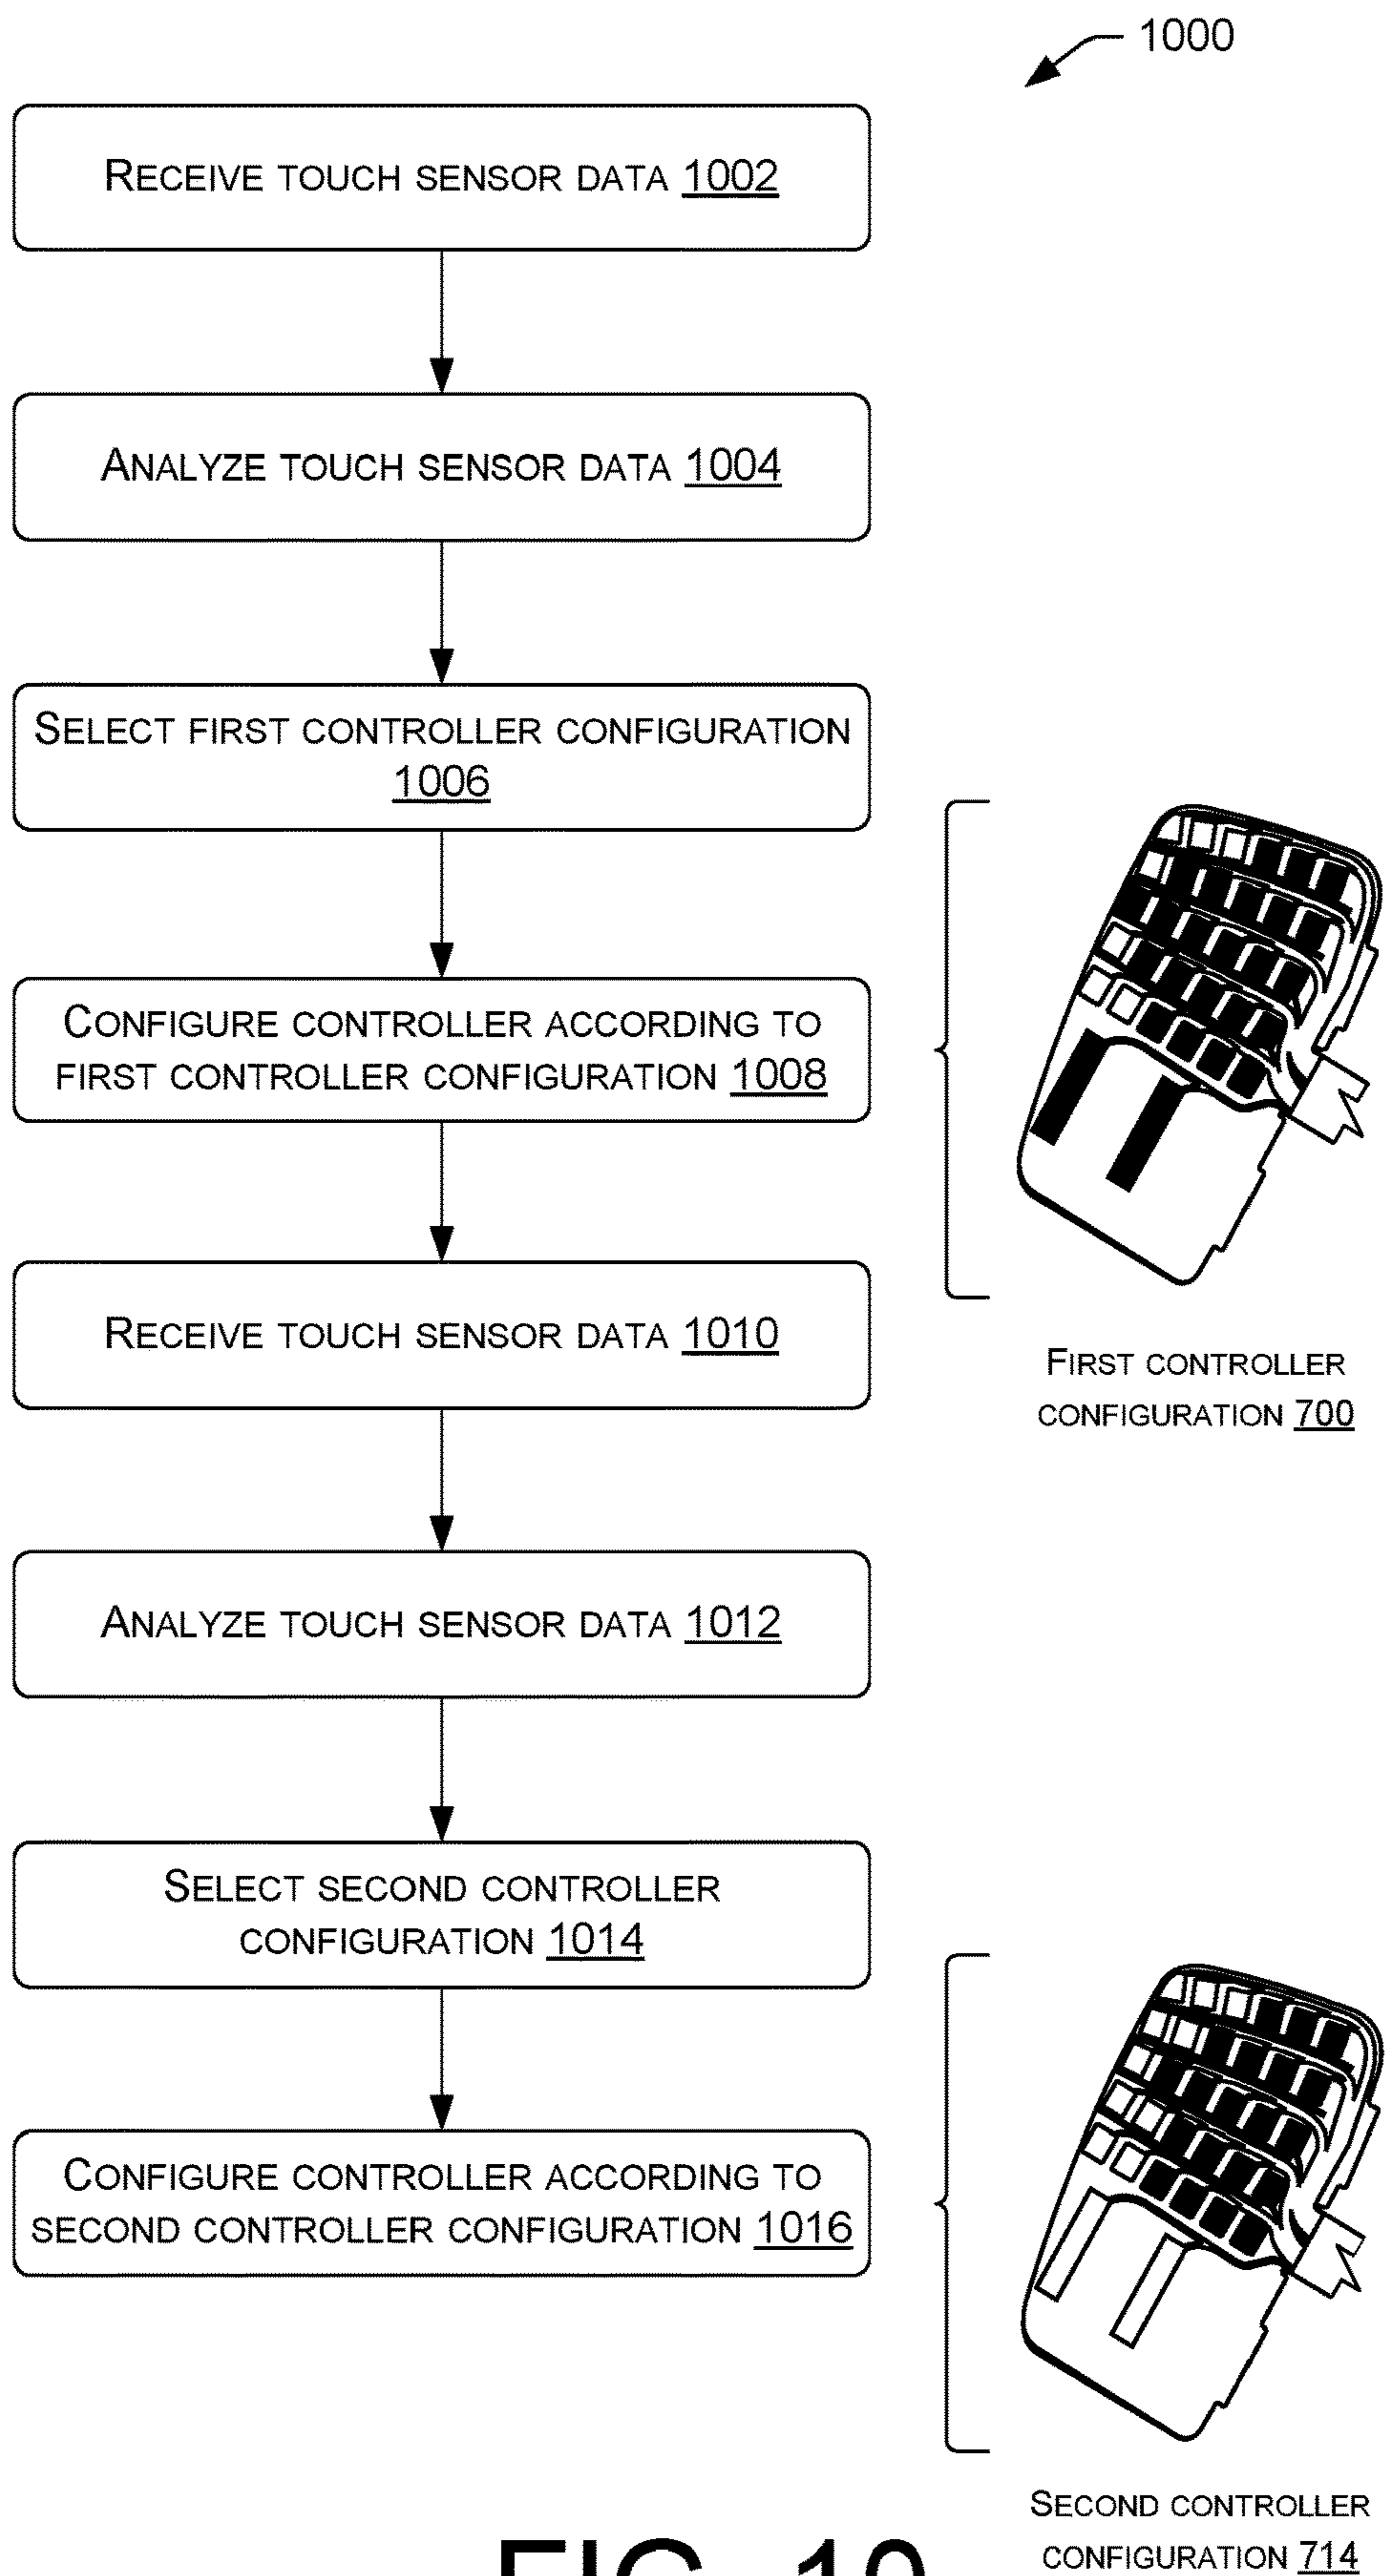 1000
RECEIVE TOUCH SENSOR DATA 1002
ANALYZE TOUCH SENSOR DATA 1004
SELECT FIRST CONTROLLER CONFIGURATION
1006
CONFIGURE CONTROLLER ACCORDING TO
FIRST CONTROLLER CONFIGURATION 1008
RECEIVE TOUCH SENSOR DATA 1010
FIRST CONTROLLER
CONFIGURATION 700
ANALYZE TOUCH SENSOR DATA 1012
SELECT SECOND CONTROLLER
CONFIGURATION 1014
CONFIGURE CONTROLLER ACCORDING TO
SECOND CONTROLLER CONFIGURATION 1016
SECOND CONTROLLER
CONFIGURATION 714
FIG. 10